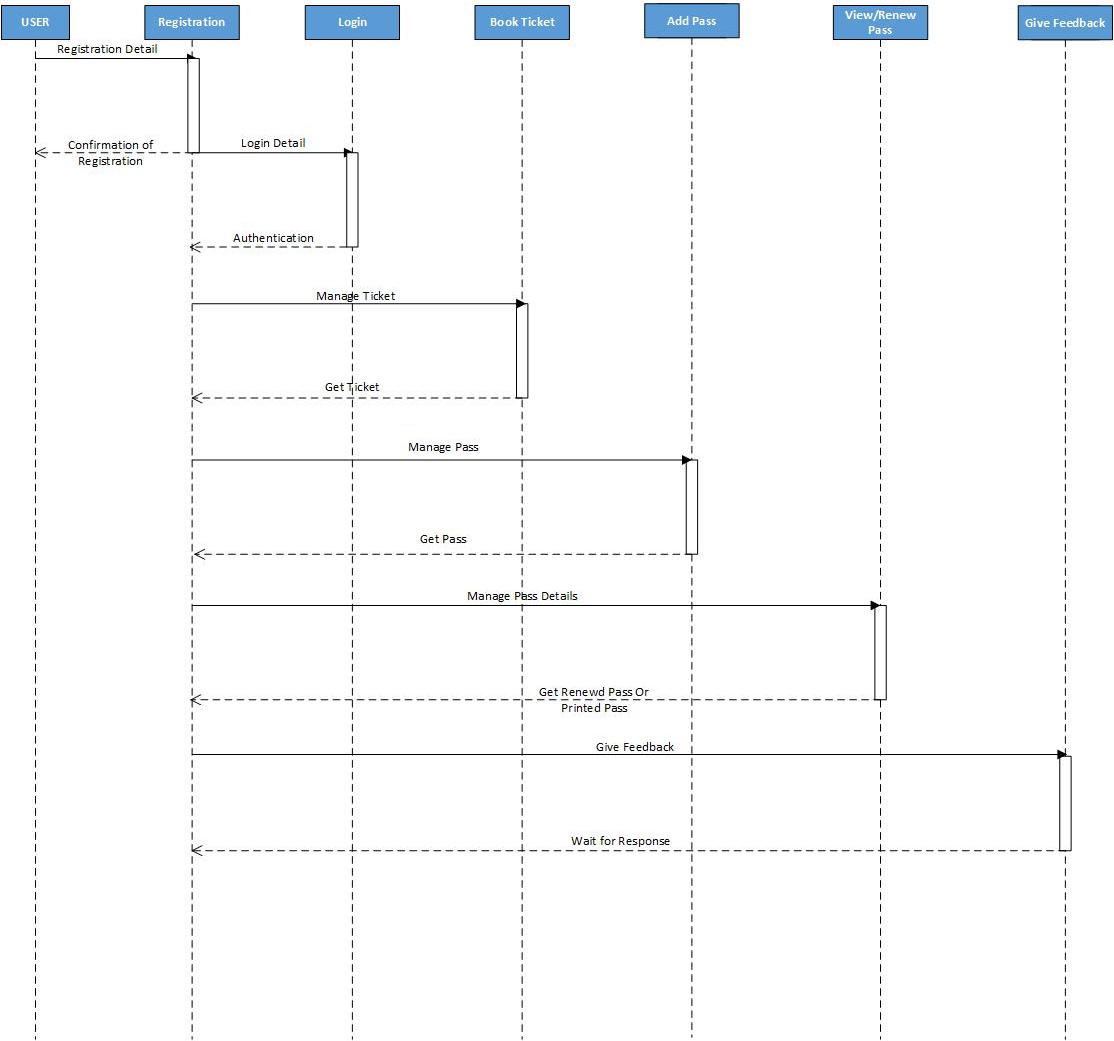 USER
Registration
Login
Book Ticket
Add Pass
View/Renew
Pass
Give Feedback
Registration Detail
Confirmation of
Registration
Login Detail
Authentication
Manage Ticket
Get Ticket
Manage Pass
Get Pass
Manage Pass Details
Get Renewd Pass Or
Printed Pass
Give Feedback
Wait for Response